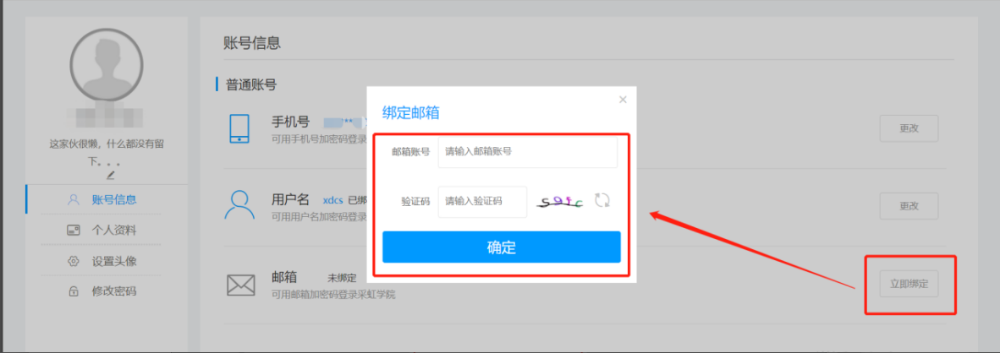 这家伙很懒，什么都没有留
下。。。
账号信息
个人资料
设置头像
修改密码
账号信息
普通账号
手机号
可用手机号加密码登录
更改
用户名 xdcs 已绑
可用用户名加密码登录
更改
邮箱 未绑定
可用邮箱加密码登录采虹学院
立即绑定
绑定邮箱
邮箱账号 请输入邮箱账号
验证码 请输入验证码
确定